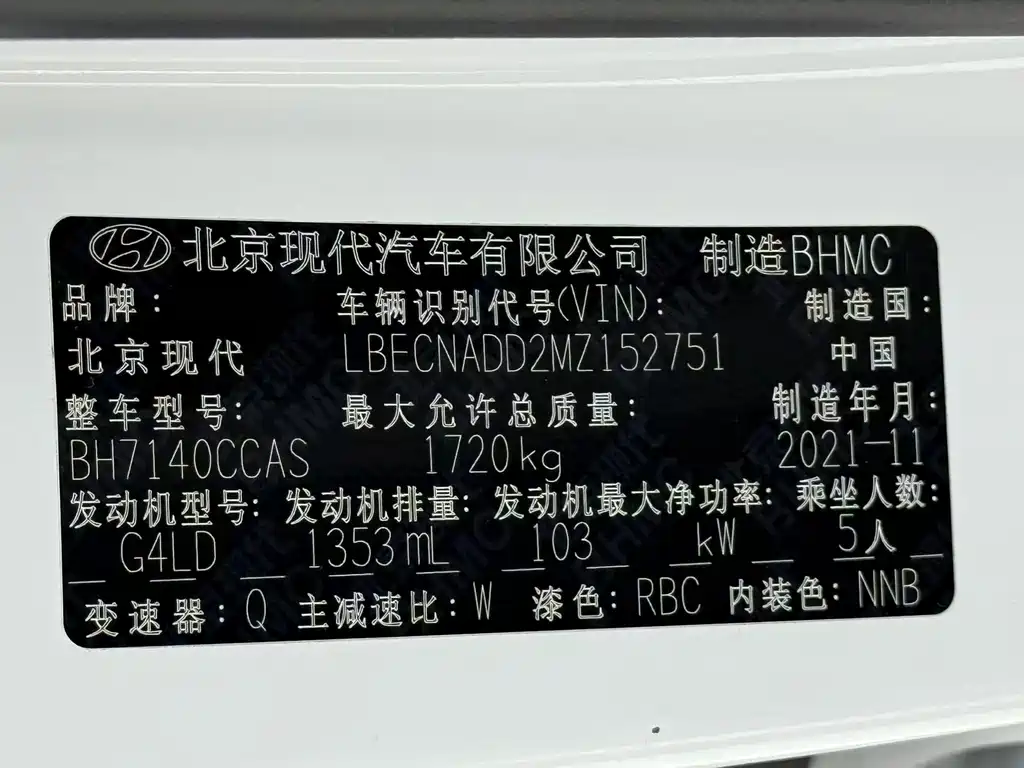 北京现代汽车有限公司 制造BHMC
品牌: 车辆识别代号(VIN): 制造国:
北京现代 LBECNADD2MZ152751 中国
整车型号: 最大允许总质量: 制造年月:
BH7140CCAS 1720kg 2021-11
发动机型号: 发动机排量: 发动机最大净功率: 乘坐人数:
G4LD 1353mL 103 kW 5人
变速器: Q 主减速比: W 漆色: RBC 内装色: NNB